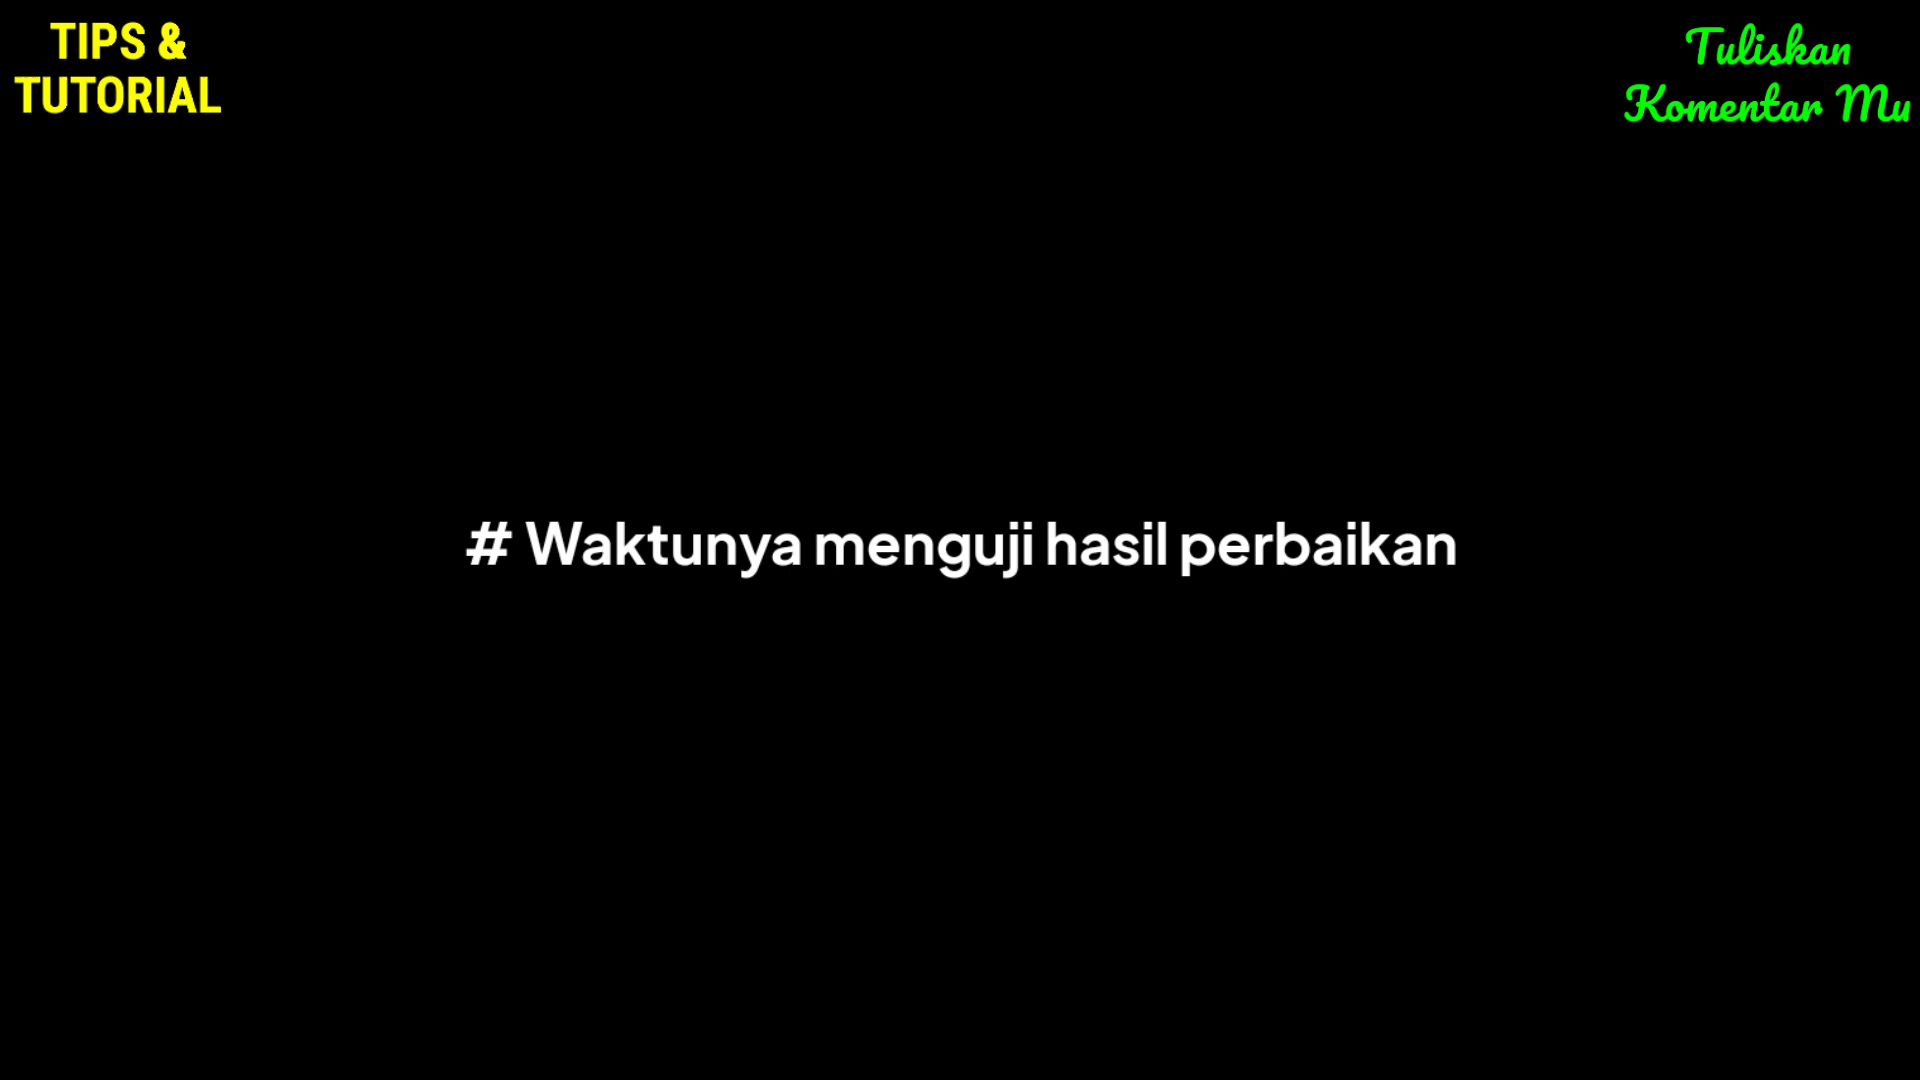 TIPS &
TUTORIAL
Tuliskan
Komentar Mu
# Waktunya menguji hasil perbaikan